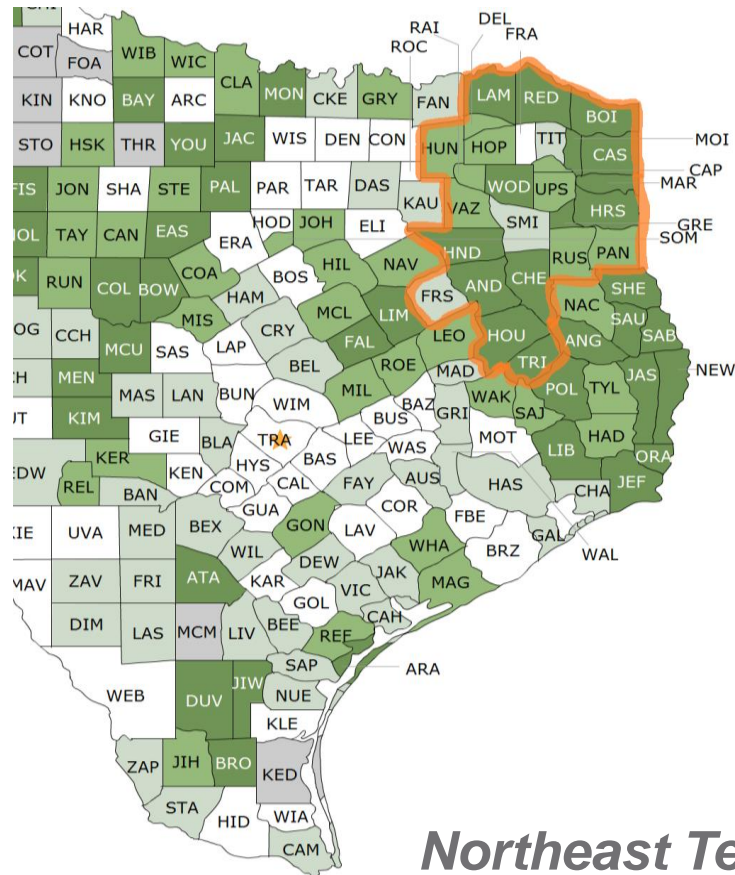 DEL
RAI FRA
HAR ROC
COT FOA WIB WIC
CLA MON CKE GRY FAN LAM RED BOI
KIN KNO BAY ARC
MOI
STO HSK THR YOU JAC WIS DEN CON HUN HOP TIT CAS
CAP
FIS JON SHA STE PAL PAR TAR DAS KAU WOD UPS MAR
VAZ HRS
HOD JOH ELI SMI GRE
SOM
TAY CAN EAS ERA HND RUS PAN
RUN COL BOW COA BOS HIL NAV AND CHE SHE
HAM FRS NAC
MIS MCL LIM SAU
OG CCH MCU SAS LAP CRY FAL LEO HOU ANG SAB
BEL ROE TRI JAS
MEN MAS LAN BUN MIL MAD POL NEW
WIM BAZ WAK SAJ TYL
KIM GIE BLA TRA LEE BUS GRI MOT HAD
KER HYS BAS WAS LIB ORA
EDW KEN COM CAL AUS HAS JEF
REL BAN GUA FAY CHA
UVA MED BEX GON LAV COR FBE GAL
WIL WHA BRZ WAL
MAV ZAV FRI ATA DEW JAK
KAR VIC MAG
DIM LAS MCM LIV BEE GOL CAH
REF
SAP ARA
WEB DUV JIW NUE
KLE
ZAP JIH BRO KED
STA HID WIA
CAM
Northeast Te